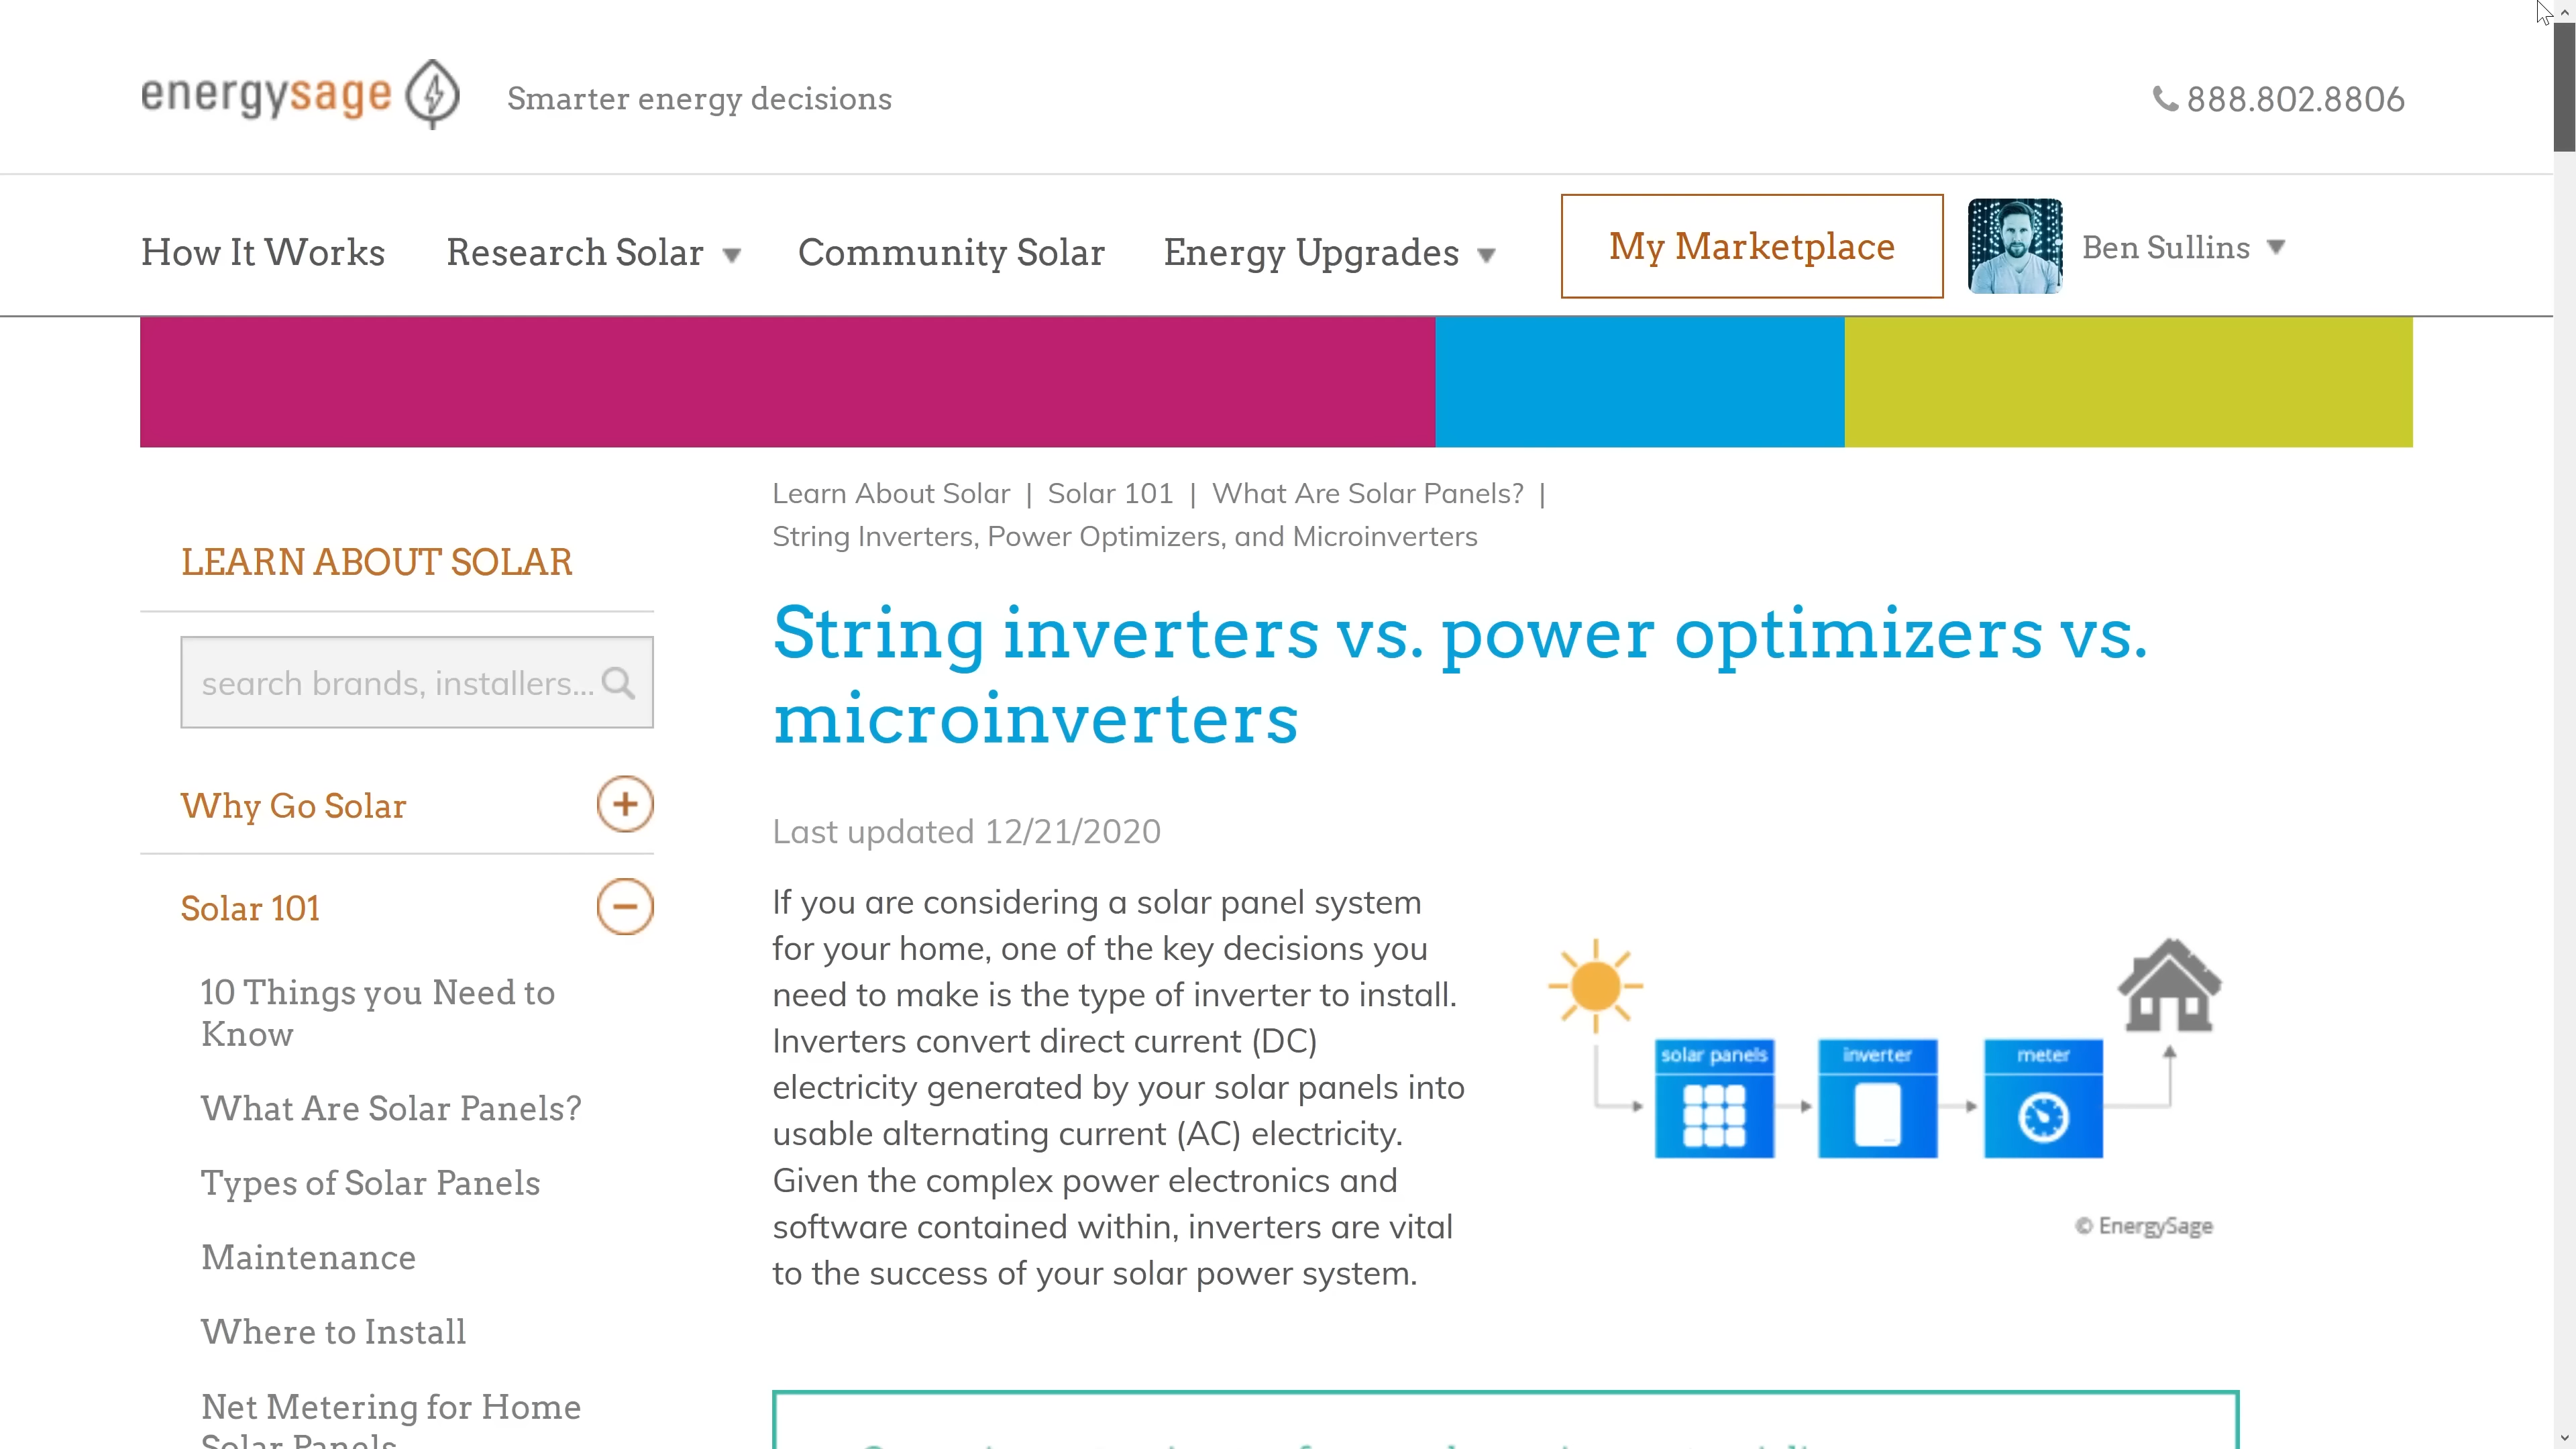 energysage
Smarter energy decisions
888.802.8806
How It Works
Research Solar
Community Solar
Energy Upgrades
My Marketplace
Ben Sullins
Learn About Solar | Solar 101 | What Are Solar Panels? |
String Inverters, Power Optimizers, and Microinverters
LEARN ABOUT SOLAR
search brands, installers...
Why Go Solar
Solar 101
10 Things you Need to
Know
What Are Solar Panels?
Types of Solar Panels
Maintenance
Where to Install
Net Metering for Home
Solar Panels
String inverters vs. power optimizers vs.
microinverters
Last updated 12/21/2020
If you are considering a solar panel system
for your home, one of the key decisions you
need to make is the type of inverter to install.
Inverters convert direct current (DC)
electricity generated by your solar panels into
usable alternating current (AC) electricity.
Given the complex power electronics and
software contained within, inverters are vital
to the success of your solar power system.
solar panels
inverter
meter
© EnergySage